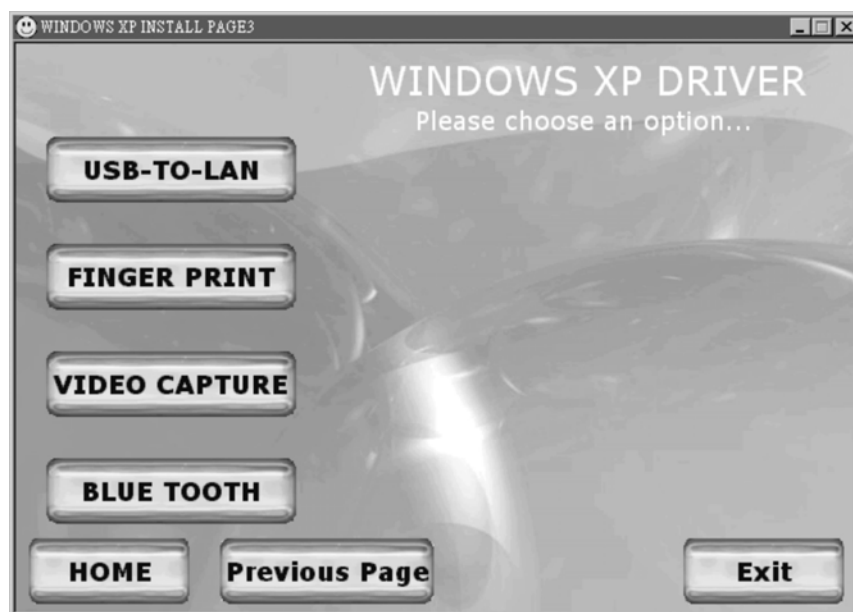 WINDOWS XP INSTALL PAGE3
WINDOWS XP DRIVER
Please choose an option...
USB-TO-LAN
FINGER PRINT
VIDEO CAPTURE
BLUE TOOTH
HOME
Previous Page
Exit